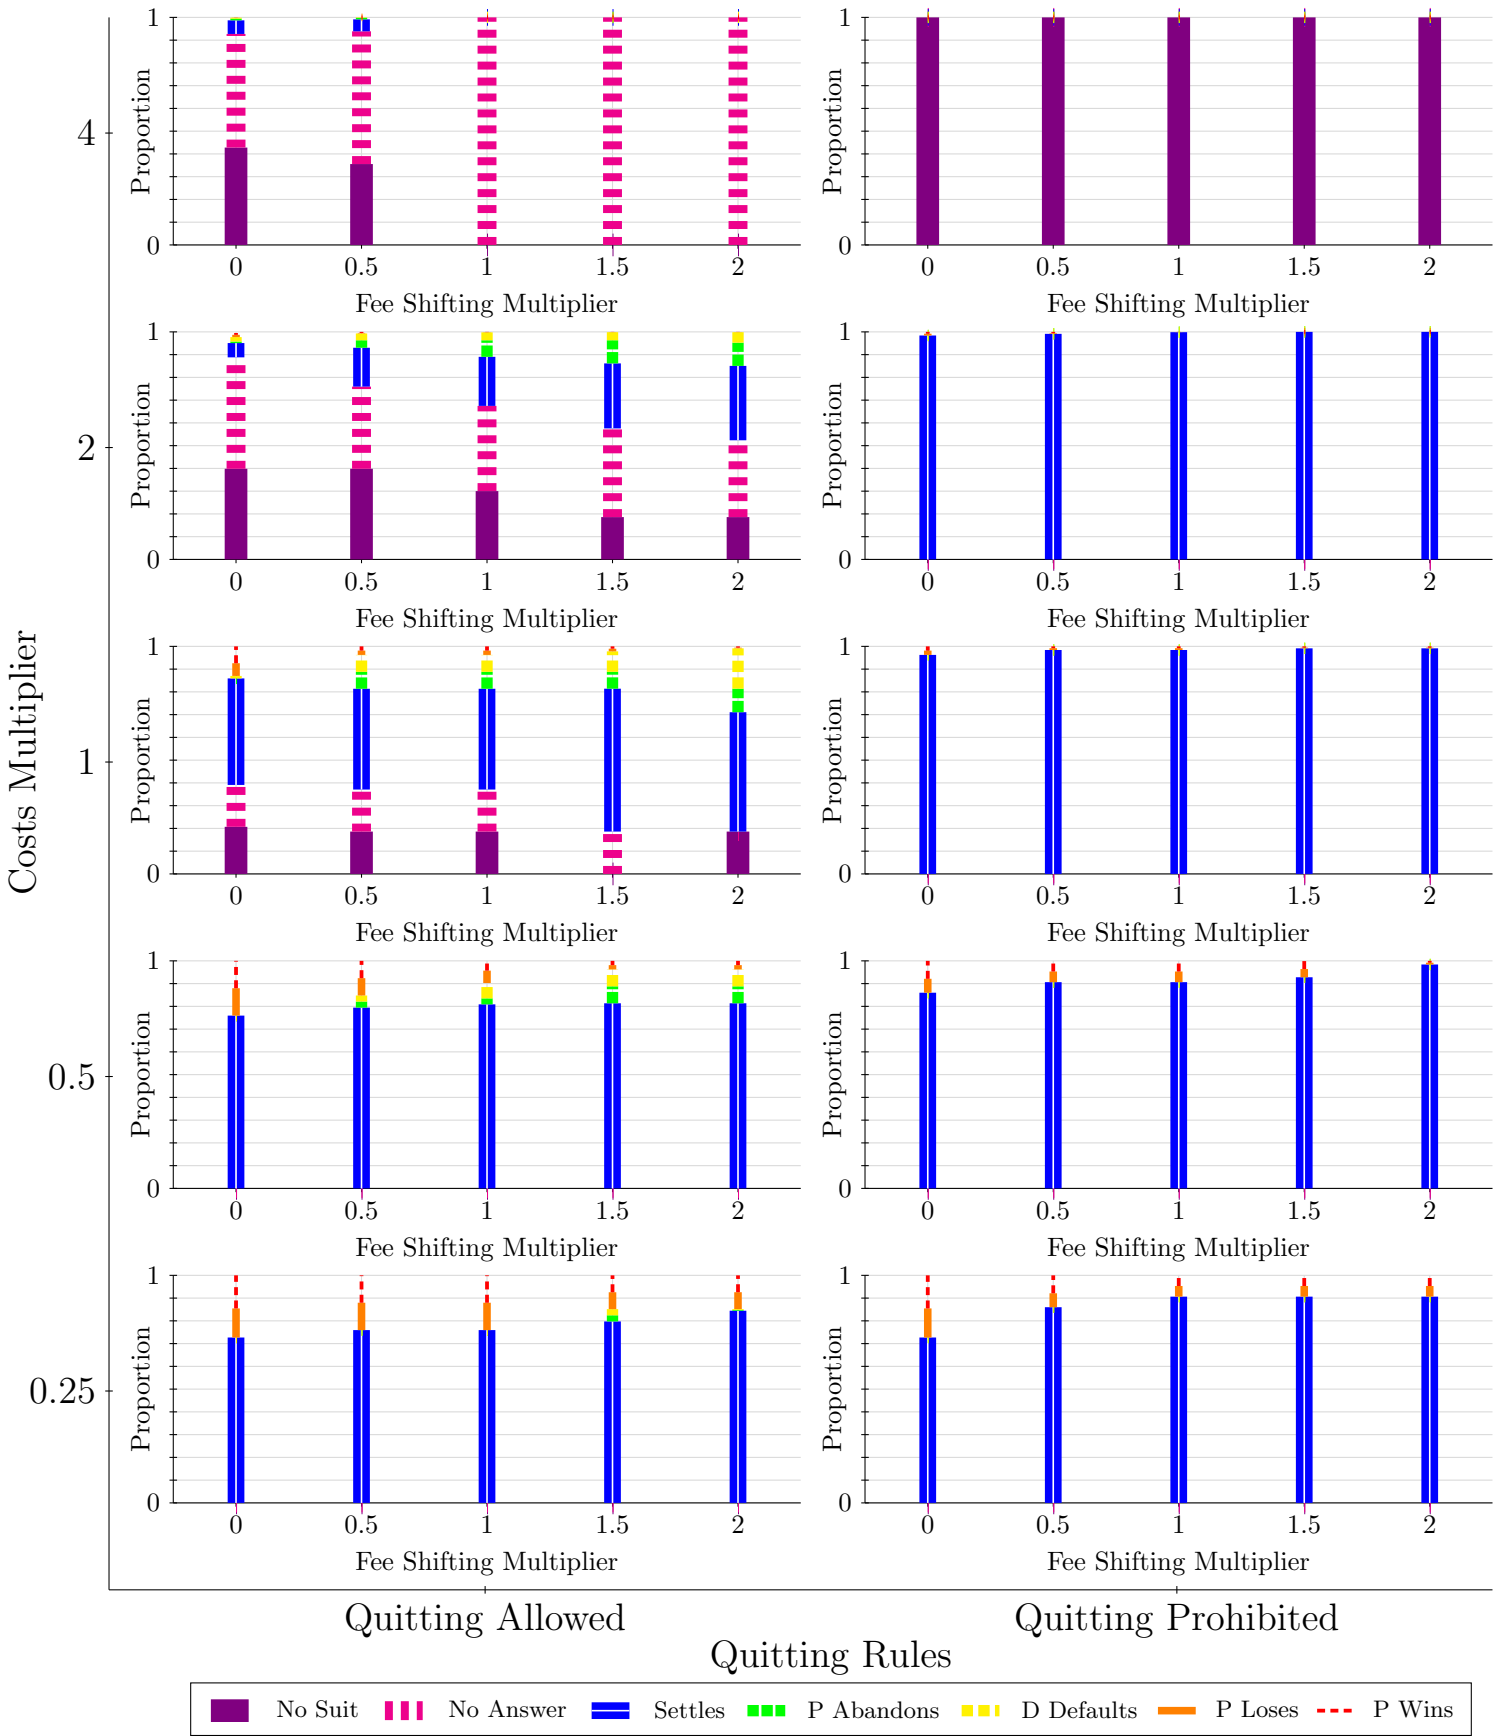 Costs Multiplier
4
Proportion
1
0
0 0.5 1 1.5 2
Fee Shifting Multiplier
Proportion
1
0
0 0.5 1 1.5 2
Fee Shifting Multiplier
2
Proportion
1
0
0 0.5 1 1.5 2
Fee Shifting Multiplier
Proportion
1
0
0 0.5 1 1.5 2
Fee Shifting Multiplier
1
Proportion
1
0
0 0.5 1 1.5 2
Fee Shifting Multiplier
Proportion
1
0
0 0.5 1 1.5 2
Fee Shifting Multiplier
0.5
Proportion
1
0
0 0.5 1 1.5 2
Fee Shifting Multiplier
Proportion
1
0
0 0.5 1 1.5 2
Fee Shifting Multiplier
0.25
Proportion
1
0
0 0.5 1 1.5 2
Fee Shifting Multiplier
Proportion
1
0
0 0.5 1 1.5 2
Fee Shifting Multiplier
Quitting Allowed
Quitting Prohibited
Quitting Rules
No Suit No Answer Settles P Abandons D Defaults P Loses P Wins